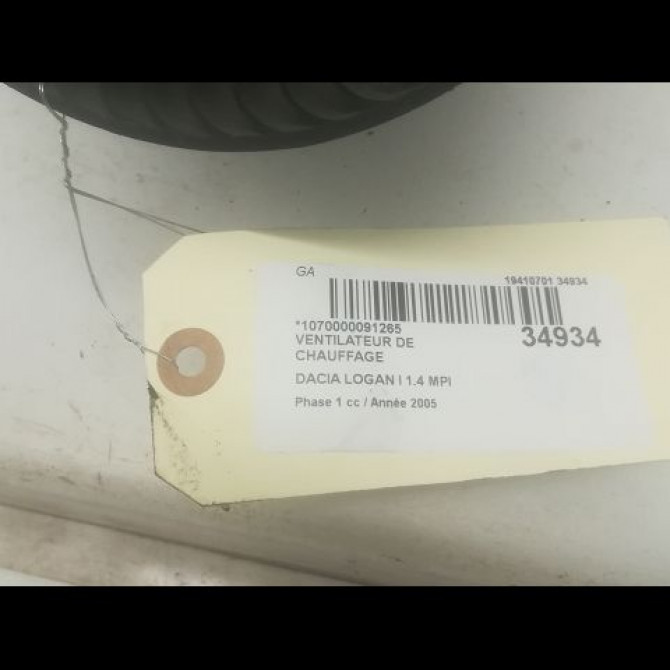 GA
19410701 34934
*1070000091265
34934
VENTILATEUR DE
CHAUFFAGE
DACIA LOGAN I 1.4 MPI
Phase 1 cc / Année 2005